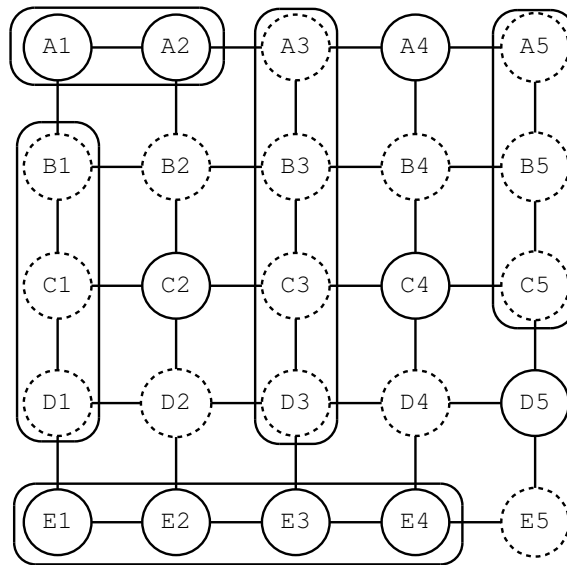 A1 A2 A3 A4 A5
B1 B2 B3 B4 B5
C1 C2 C3 C4 C5
D1 D2 D3 D4 D5
E1 E2 E3 E4 E5